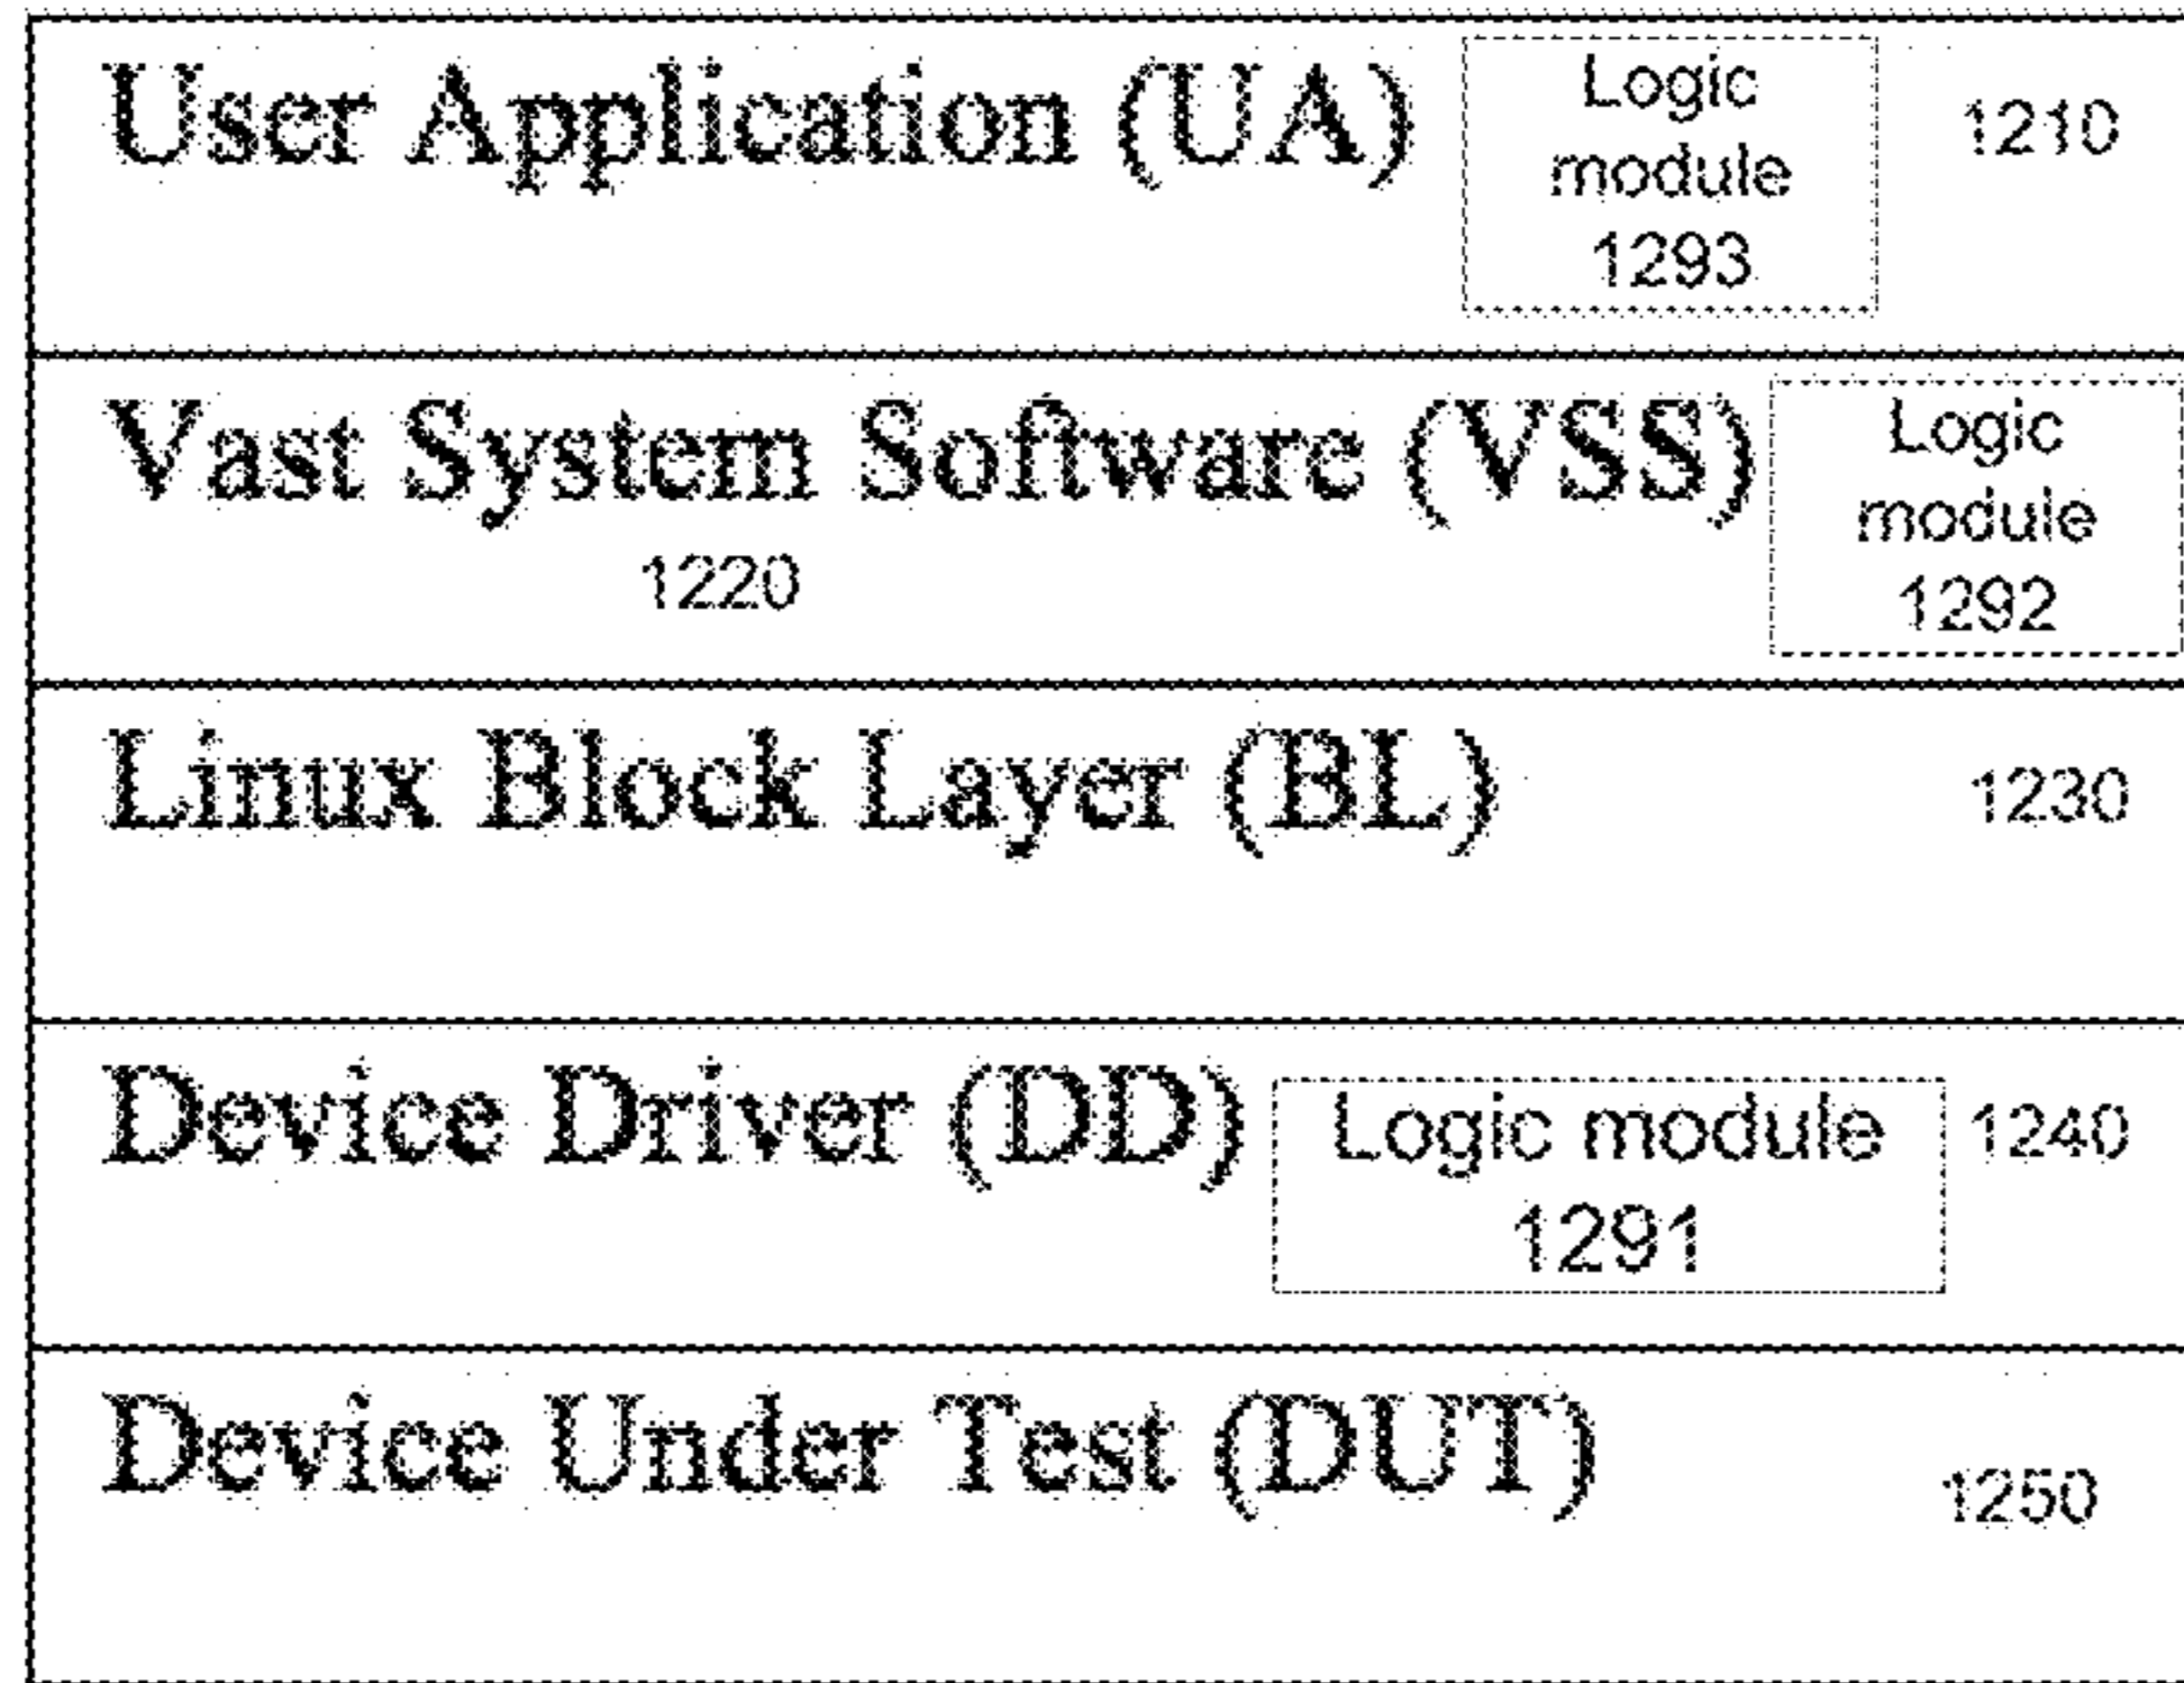 User Application (UA)
Logic
module
1293
1210
Vast System Software (VSS)
1220
Logic
module
1292
Linux Block Layer (BL)
1230
Device Driver (DD)
Logic module
1291
1240
Device Under Test (DUT)
1250